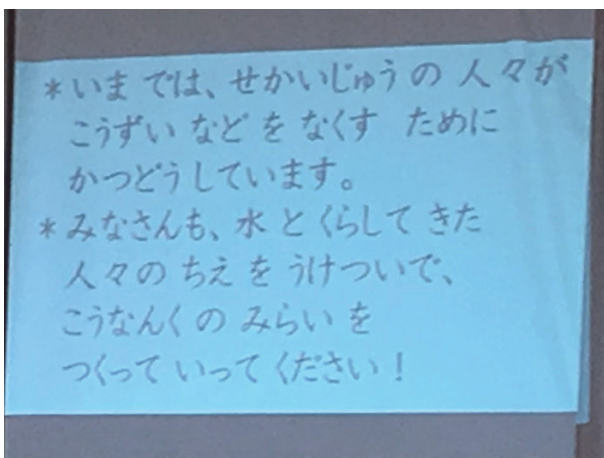 *いま では、せかいじゅう の 人々が
こうずい など を なくす ために
かつどうしています。
*みなさんも、水 と くらして きた
人々の ちえ を うけついで、
こうなんく の みらい を
つくって いって ください!